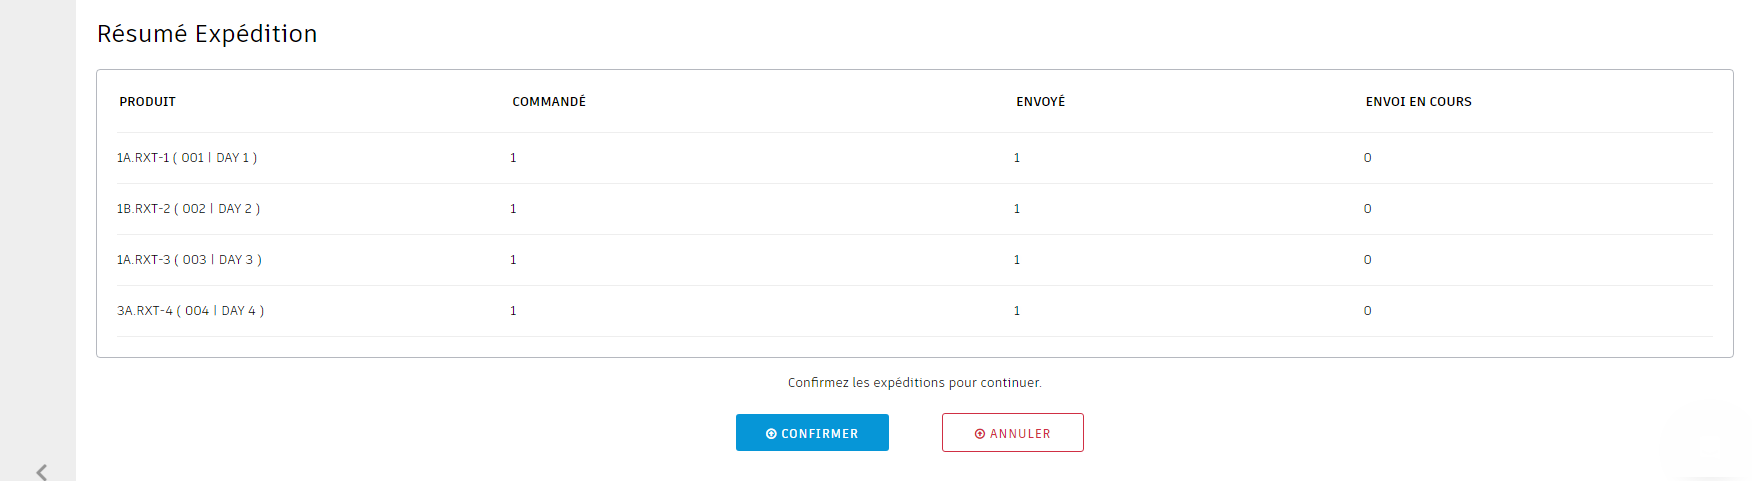 Résumé Expédition
PRODUIT COMMANDÉ ENVOYÉ ENVOI EN COURS
1A.RXT-1 ( 001 | DAY 1 ) 1 1 0
1B.RXT-2 ( 002 | DAY 2 ) 1 1 0
1A.RXT-3 ( 003 | DAY 3 ) 1 1 0
3A.RXT-4 ( 004 | DAY 4 ) 1 1 0
Confirmez les expéditions pour continuer.
CONFIRMER ANNULER